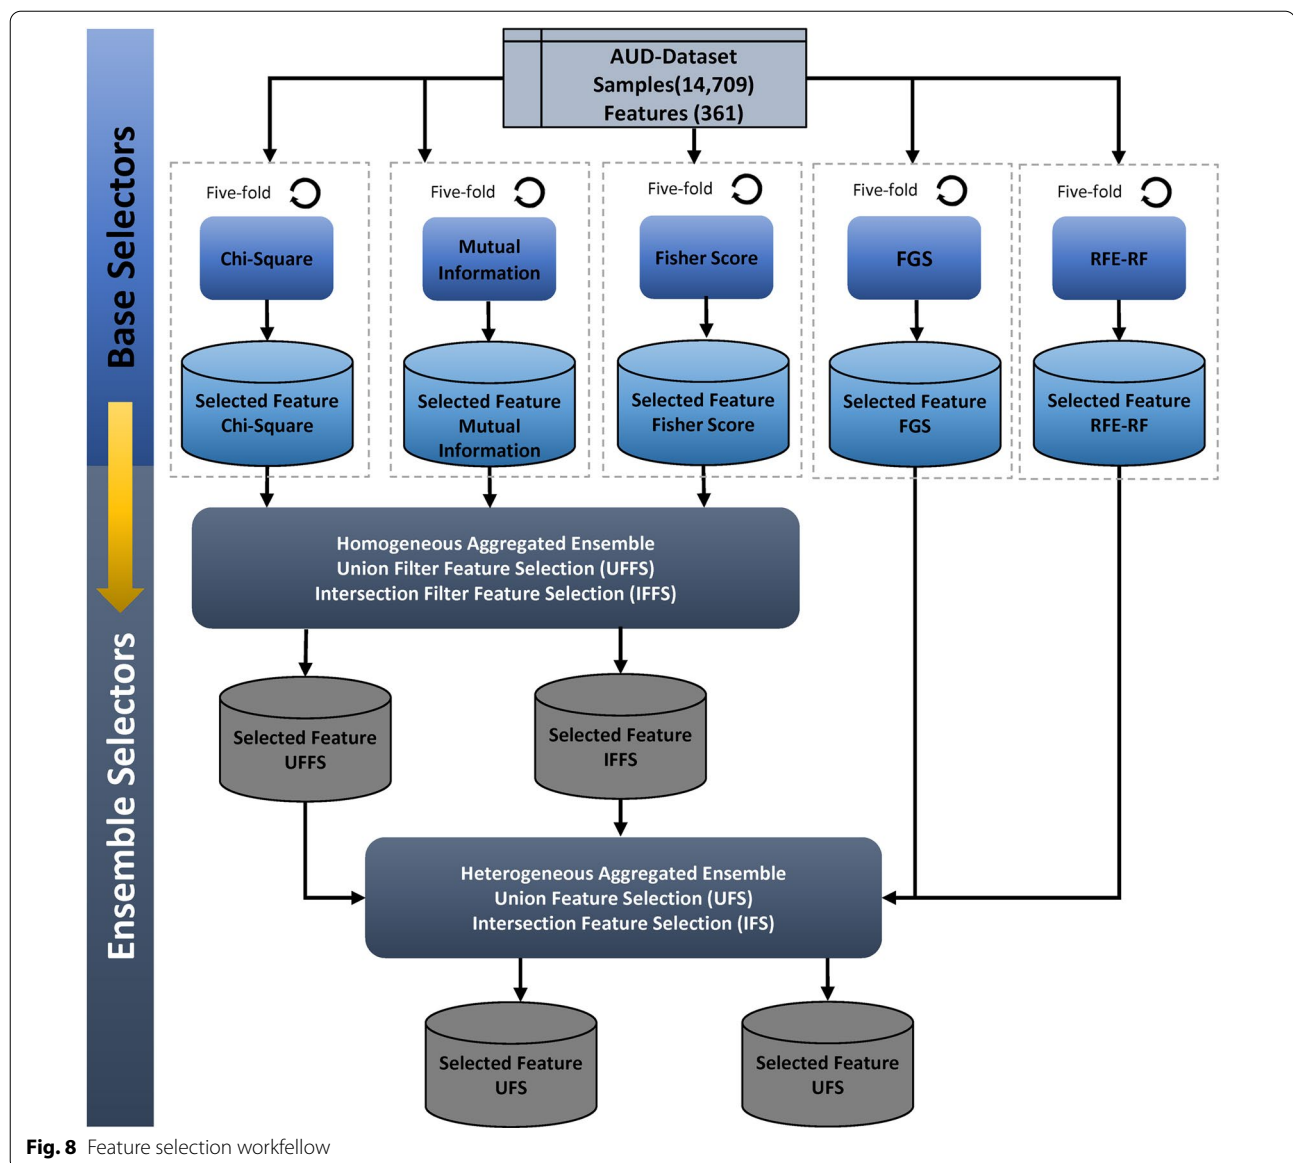 AUD-Dataset
Samples(14,709)
Features (361)
Base Selectors
Five-fold
Five-fold
Five-fold
Five-fold
Five-fold
Chi-Square
Mutual
Information
Fisher Score
FGS
RFE-RF
Selected Feature
Chi-Square
Selected Feature
Mutual
Information
Selected Feature
Fisher Score
Selected Feature
FGS
Selected Feature
RFE-RF
Ensemble Selectors
Homogeneous Aggregated Ensemble
Union Filter Feature Selection (UFFS)
Intersection Filter Feature Selection (IFFS)
Selected Feature
UFFS
Selected Feature
IFFS
Heterogeneous Aggregated Ensemble
Union Feature Selection (UFS)
Intersection Feature Selection (IFS)
Selected Feature
UFS
Selected Feature
UFS
Fig. 8 Feature selection workfellow